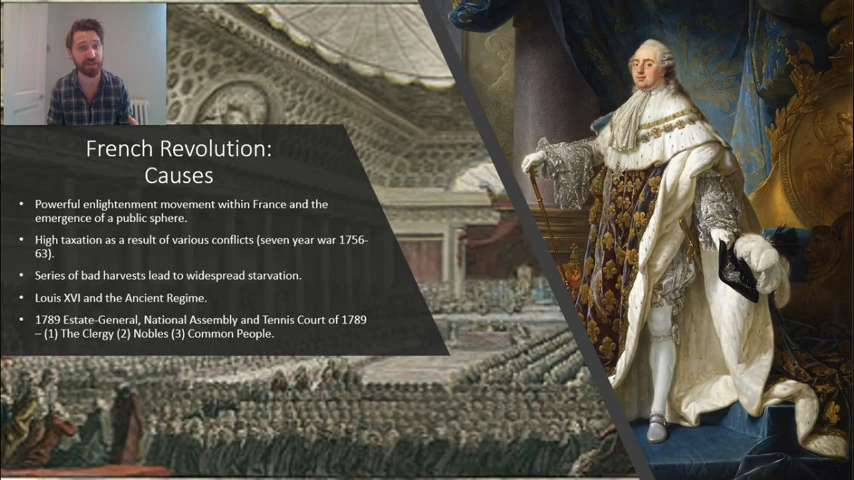 French Revolution:
Causes
• Powerful enlightenment movement within France and the
emergence of a public sphere.
• High taxation as a result of various conflicts (seven year war 1756-
63).
• Series of bad harvests lead to widespread starvation.
• Louis XVI and the Ancient Regime.
• 1789 Estate-General, National Assembly and Tennis Court of 1789
– (1) The Clergy (2) Nobles (3) Common People.